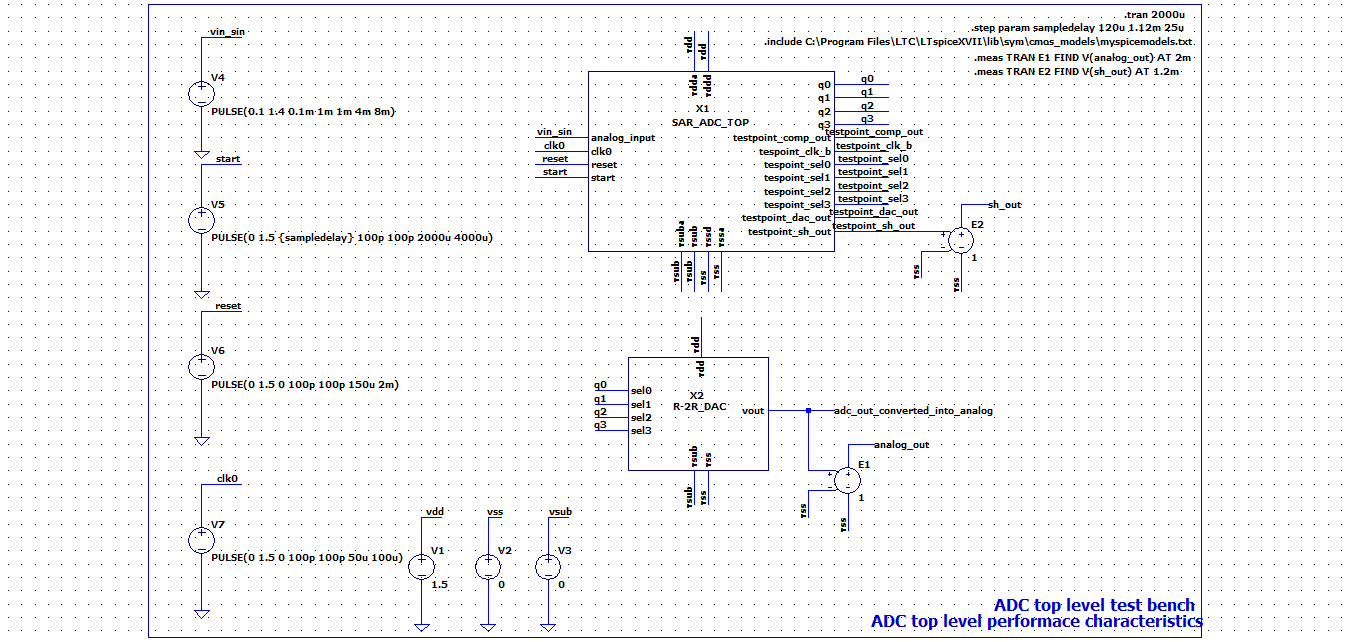 .tran 2000u
.step param sampledelay 120u 1.12m 25u
.include C:\Program Files\LTC\LTspiceXVII\lib\sym\cmos_models\myspicemodels.txt
.meas TRAN E1 FIND V(analog_out) AT 2m
.meas TRAN E2 FIND V(sh_out) AT 1.2m
vin_sin
V4
PULSE(0.1 1.4 0.1m 1m 1m 4m 8m)
start
V5
PULSE(0 1.5 {sampledelay} 100p 100p 2000u 4000u)
reset
V6
PULSE(0 1.5 0 100p 100p 150u 2m)
clk0
V7
PULSE(0 1.5 0 100p 100p 50u 100u)
vdd
vdd
vdda
vddd
X1
SAR_ADC_TOP
vin_sin
clk0
reset
start
analog_input
clk0
reset
start
q0
q1
q2
q3
testpoint_comp_out
testpoint_clk_b
tespoint_sel0
tespoint_sel1
tespoint_sel2
tespoint_sel3
testpoint_dac_out
testpoint_sh_out
q0
q1
q2
q3
testpoint_comp_out
testpoint_clk_b
testpoint_sel0
testpoint_sel1
testpoint_sel2
testpoint_sel3
testpoint_dac_out
testpoint_sh_out
vsuba
vsub
vssd
vssa
vsub
vsub
vss
vss
sh_out
E2
1
vss
vss
vdd
vdd
X2
R-2R_DAC
q0
q1
q2
q3
sel0
sel1
sel2
sel3
vout
adc_out_converted_into_analog
vsub
vss
vsub
vss
analog_out
E1
1
vss
vss
vdd
V1
1.5
vss
V2
0
vsub
V3
0
ADC top level test bench
ADC top level performace characteristics